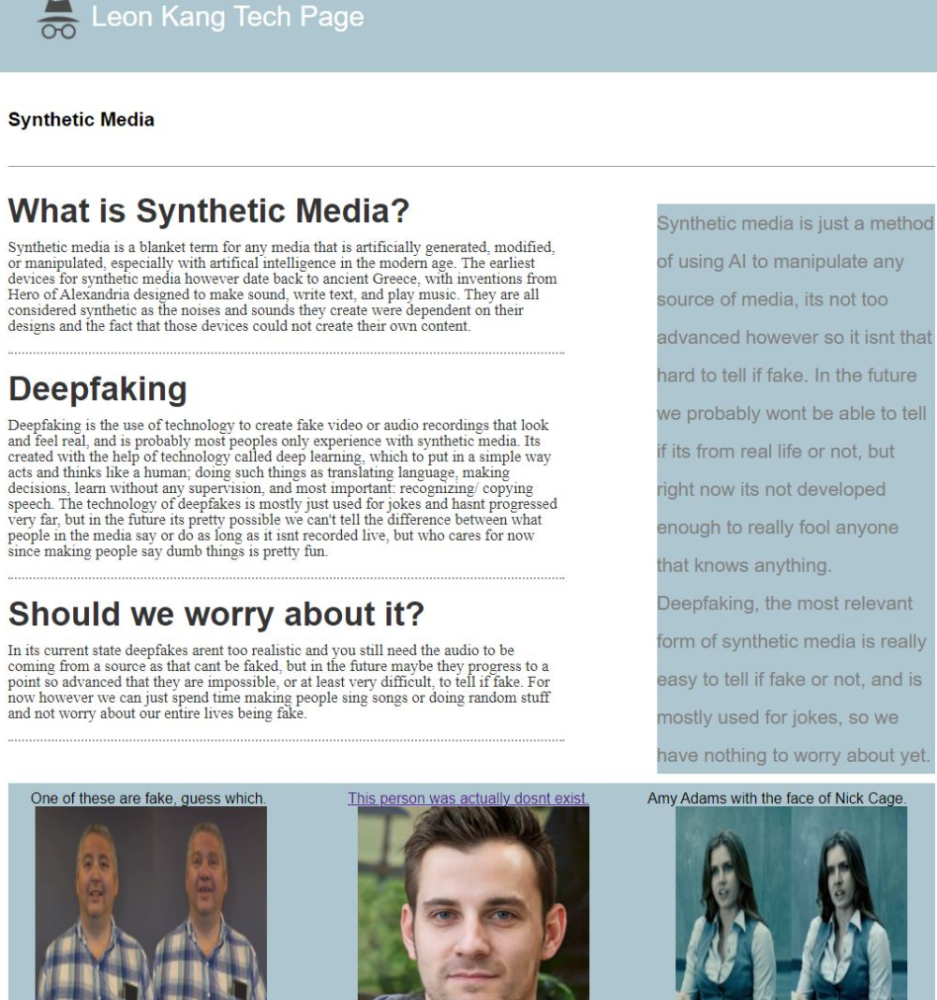 Leon Kang Tech Page
Synthetic Media
What is Synthetic Media?
Synthetic media is a blanket term for any media that is artificially generated, modified,
or manipulated, especially with artifical intelligence in the modern age. The earliest
devices for synthetic media however date back to ancient Greece, with inventions from
Hero of Alexandria designed to make sound, write text, and play music. They are all
considered synthetic as the noises and sounds they create were dependent on their
designs and the fact that those devices could not create their own content.
Deepfaking
Deepfaking is the use of technology to create fake video or audio recordings that look
and feel real, and is probably most peoples only experience with synthetic media. Its
created with the help of technology called deep learning, which to put in a simple way
acts and thinks like a human; doing such things as translating language, making
decisions, learn without any supervision, and most important: recognizing/ copying
speech. The technology of deepfakes is mostly just used for jokes and hasnt progressed
very far, but in the future its pretty possible we can't tell the difference between what
people in the media say or do as long as it isnt recorded live, but who cares for now
since making people say dumb things is pretty fun.
Should we worry about it?
In its current state deepfakes arent too realistic and you still need the audio to be
coming from a source as that cant be faked, but in the future maybe they progress to a
point so advanced that they are impossible, or at least very difficult, to tell if fake. For
now however we can just spend time making people sing songs or doing random stuff
and not worry about our entire lives being fake.
Synthetic media is just a method
of using AI to manipulate any
source of media, its not too
advanced however so it isnt that
hard to tell if fake. In the future
we probably wont be able to tell
if its from real life or not, but
right now its not developed
enough to really fool anyone
that knows anything.
Deepfaking, the most relevant
form of synthetic media is really
easy to tell if fake or not, and is
mostly used for jokes, so we
have nothing to worry about yet.
One of these are fake, guess which.
This person was actually dosnt exist.
Amy Adams with the face of Nick Cage.